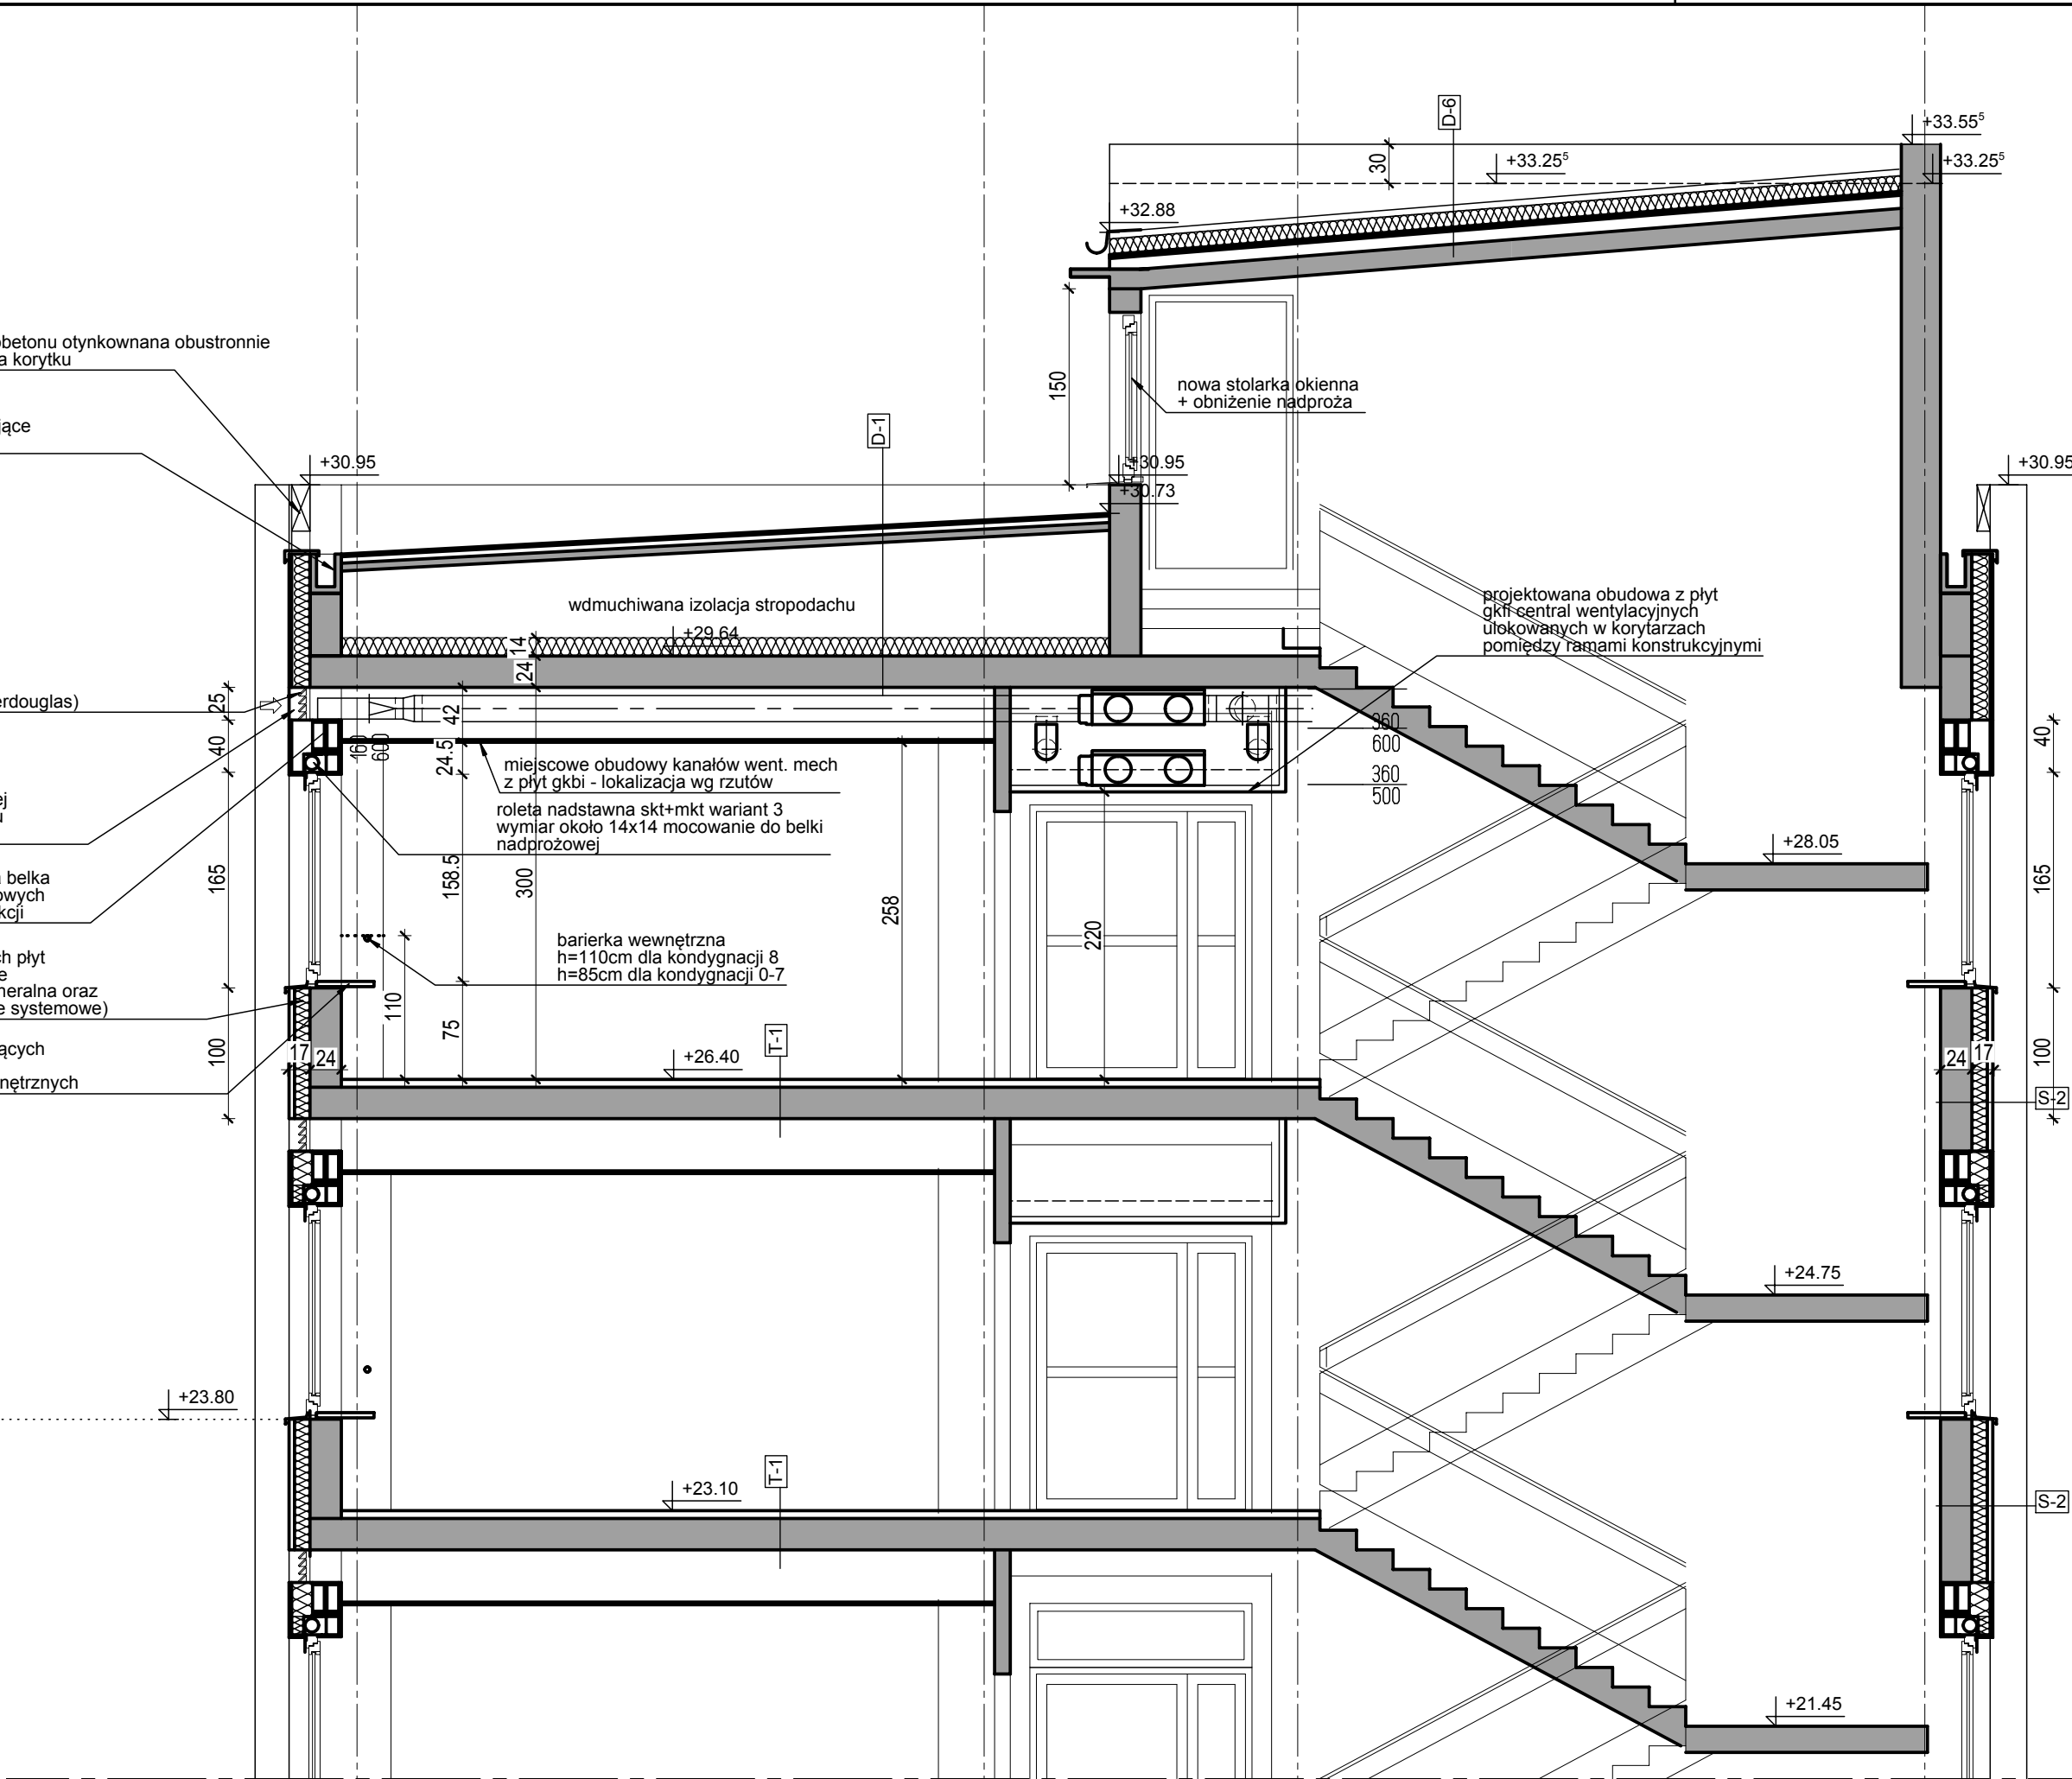 D-6
+33.55⁵
30
+33.25⁵
+33.25⁵
+32.88
obetonu otynkownana obustronnie
a korytku
150
nowa stolarka okienna
+ obniżenie nadproża
jące
D-1
+30.95
+30.95
+30.95
+30.73
wdmuchiwana izolacja stropodachu
projektowana obudowa z płyt
gkfi central wentylacyjnych
ulokowanych w korytarzach
pomiędzy ramami konstrukcyjnymi
+29.64
14
24
erdouglas)
25
42
40
160
600
24.5
360
600
40
miejscowe obudowy kanałów went. mech
z płyt gkbi - lokalizacja wg rzutów
360
500
roleta nadstawna skt+mkt wariant 3
wymiar około 14x14 mocowanie do belki
nadprożowej
ej
u
+28.05
a belka
owych
kcji
165
158.5
300
258
220
165
barierka wewnętrzna
h=110cm dla kondygnacji 8
h=85cm dla kondygnacji 0-7
ch płyt
e
neralna oraz
e systemowe)
110
75
100
17
24
T-1
+26.40
24
17
100
ących
nętrznych
S-2
+24.75
+23.80
T-1
+23.10
S-2
+21.45